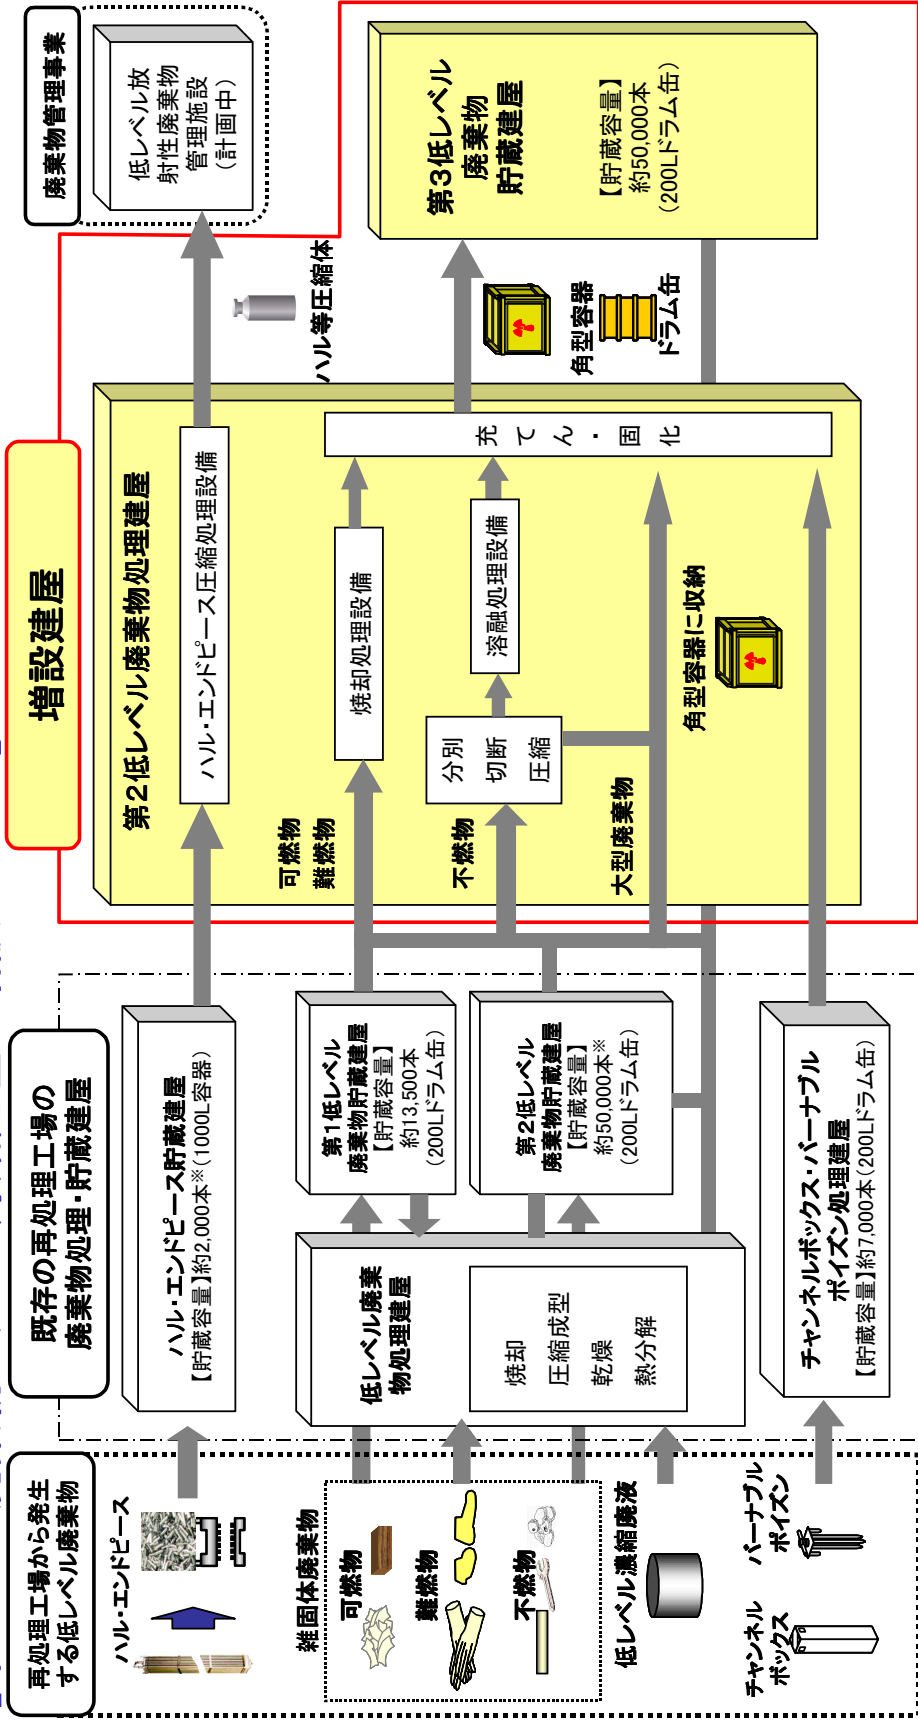 再処理工場から発生
する低レベル廃棄物
ハル・エンドピース
雑固体廃棄物
可燃物
難燃物
不燃物
低レベル濃縮廃液
チャンネル
ボックス
バーナブル
ポイズン
既存の再処理工場の
廃棄物処理・貯蔵建屋
ハル・エンドピース貯蔵建屋
【貯蔵容量】約2,000本※(1000L容器)
低レベル廃棄
物処理建屋
焼却
圧縮成型
乾燥
熱分解
第1低レベル
廃棄物貯蔵建屋
【貯蔵容量】
約13,500本
(200Lドラム缶)
第2低レベル
廃棄物貯蔵建屋
【貯蔵容量】
約50,000本※
(200Lドラム缶)
チャンネルボックス・バーナブル
ポイズン処理建屋
【貯蔵容量】約7,000本(200Lドラム缶)
増設建屋
第2低レベル廃棄物処理建屋
ハル・エンドピース圧縮処理設備
可燃物
難燃物
焼却処理設備
不燃物
分別
切断
圧縮
溶融処理設備
大型廃棄物
角型容器に収納
充てん・固化
ハル等圧縮体
角型容器
ドラム缶
廃棄物管理事業
低レベル放
射性廃棄物
管理施設
(計画中)
第3低レベル
廃棄物
貯蔵建屋
【貯蔵容量】
約50,000本
(200Lドラム缶)